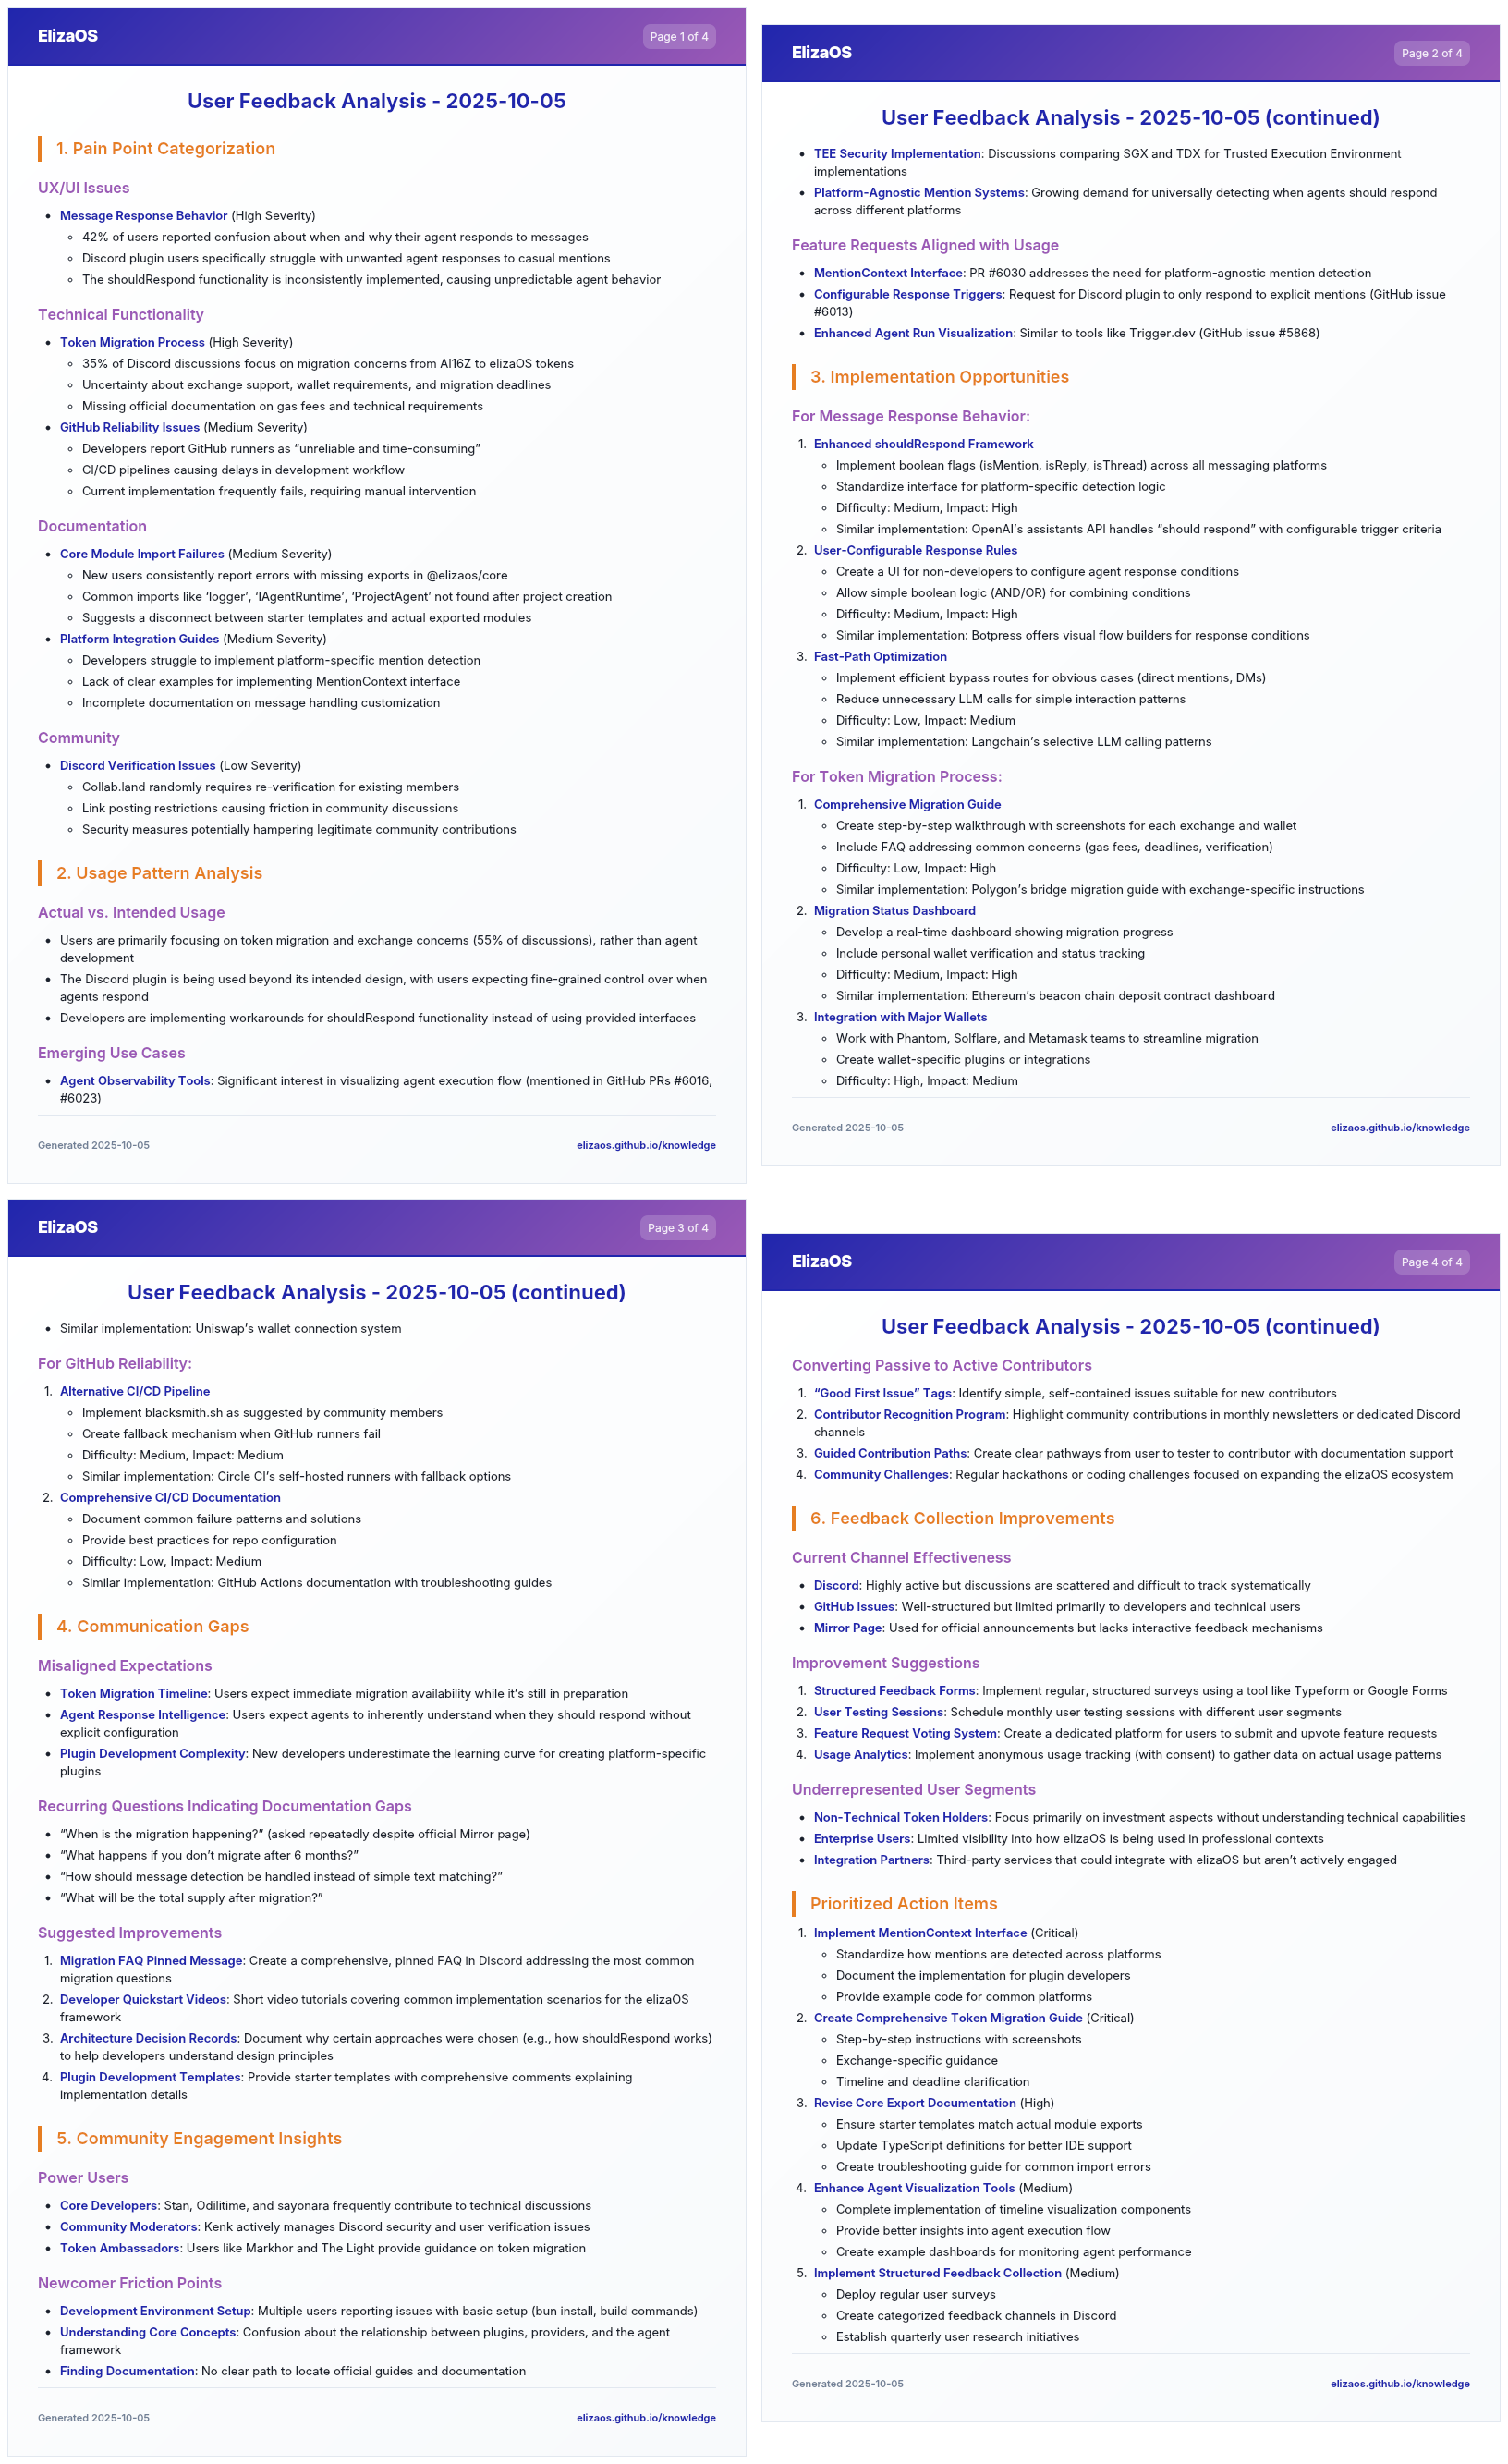 ElizaOS
Page 1 of 4
User Feedback Analysis - 2025-10-05
1. Pain Point Categorization
UX/UI Issues
• Message Response Behavior (High Severity)
◦ 42% of users reported confusion about when and why their agent responds to messages
◦ Discord plugin users specifically struggle with unwanted agent responses to casual mentions
◦ The shouldRespond functionality is inconsistently implemented, causing unpredictable agent behavior
Technical Functionality
• Token Migration Process (High Severity)
◦ 35% of Discord discussions focus on migration concerns from AI16Z to elizaOS tokens
◦ Uncertainty about exchange support, wallet requirements, and migration deadlines
◦ Missing official documentation on gas fees and technical requirements
• GitHub Reliability Issues (Medium Severity)
◦ Developers report GitHub runners as “unreliable and time-consuming”
◦ CI/CD pipelines causing delays in development workflow
◦ Current implementation frequently fails, requiring manual intervention
Documentation
• Core Module Import Failures (Medium Severity)
◦ New users consistently report errors with missing exports in @elizaos/core
◦ Common imports like ‘logger’, ‘IAgentRuntime’, ‘ProjectAgent’ not found after project creation
◦ Suggests a disconnect between starter templates and actual exported modules
• Platform Integration Guides (Medium Severity)
◦ Developers struggle to implement platform-specific mention detection
◦ Lack of clear examples for implementing MentionContext interface
◦ Incomplete documentation on message handling customization
Community
• Discord Verification Issues (Low Severity)
◦ Collab.land randomly requires re-verification for existing members
◦ Link posting restrictions causing friction in community discussions
◦ Security measures potentially hampering legitimate community contributions
2. Usage Pattern Analysis
Actual vs. Intended Usage
• Users are primarily focusing on token migration and exchange concerns (55% of discussions), rather than agent
development
• The Discord plugin is being used beyond its intended design, with users expecting fine-grained control over when
agents respond
• Developers are implementing workarounds for shouldRespond functionality instead of using provided interfaces
Emerging Use Cases
• Agent Observability Tools: Significant interest in visualizing agent execution flow (mentioned in GitHub PRs #6016,
#6023)
Generated 2025-10-05
elizaos.github.io/knowledge
ElizaOS
Page 2 of 4
User Feedback Analysis - 2025-10-05 (continued)
• TEE Security Implementation: Discussions comparing SGX and TDX for Trusted Execution Environment
implementations
• Platform-Agnostic Mention Systems: Growing demand for universally detecting when agents should respond
across different platforms
Feature Requests Aligned with Usage
• MentionContext Interface: PR #6030 addresses the need for platform-agnostic mention detection
• Configurable Response Triggers: Request for Discord plugin to only respond to explicit mentions (GitHub issue
#6013)
• Enhanced Agent Run Visualization: Similar to tools like Trigger.dev (GitHub issue #5868)
3. Implementation Opportunities
For Message Response Behavior:
1. Enhanced shouldRespond Framework
◦ Implement boolean flags (isMention, isReply, isThread) across all messaging platforms
◦ Standardize interface for platform-specific detection logic
◦ Difficulty: Medium, Impact: High
◦ Similar implementation: OpenAI’s assistants API handles “should respond” with configurable trigger criteria
2. User-Configurable Response Rules
◦ Create a UI for non-developers to configure agent response conditions
◦ Allow simple boolean logic (AND/OR) for combining conditions
◦ Difficulty: Medium, Impact: High
◦ Similar implementation: Botpress offers visual flow builders for response conditions
3. Fast-Path Optimization
◦ Implement efficient bypass routes for obvious cases (direct mentions, DMs)
◦ Reduce unnecessary LLM calls for simple interaction patterns
◦ Difficulty: Low, Impact: Medium
◦ Similar implementation: Langchain’s selective LLM calling patterns
For Token Migration Process:
1. Comprehensive Migration Guide
◦ Create step-by-step walkthrough with screenshots for each exchange and wallet
◦ Include FAQ addressing common concerns (gas fees, deadlines, verification)
◦ Difficulty: Low, Impact: High
◦ Similar implementation: Polygon’s bridge migration guide with exchange-specific instructions
2. Migration Status Dashboard
◦ Develop a real-time dashboard showing migration progress
◦ Include personal wallet verification and status tracking
◦ Difficulty: Medium, Impact: High
◦ Similar implementation: Ethereum’s beacon chain deposit contract dashboard
3. Integration with Major Wallets
◦ Work with Phantom, Solflare, and Metamask teams to streamline migration
◦ Create wallet-specific plugins or integrations
◦ Difficulty: High, Impact: Medium
Generated 2025-10-05
elizaos.github.io/knowledge
ElizaOS
Page 3 of 4
User Feedback Analysis - 2025-10-05 (continued)
• Similar implementation: Uniswap’s wallet connection system
For GitHub Reliability:
1. Alternative CI/CD Pipeline
◦ Implement blacksmith.sh as suggested by community members
◦ Create fallback mechanism when GitHub runners fail
◦ Difficulty: Medium, Impact: Medium
◦ Similar implementation: Circle CI’s self-hosted runners with fallback options
2. Comprehensive CI/CD Documentation
◦ Document common failure patterns and solutions
◦ Provide best practices for repo configuration
◦ Difficulty: Low, Impact: Medium
◦ Similar implementation: GitHub Actions documentation with troubleshooting guides
4. Communication Gaps
Misaligned Expectations
• Token Migration Timeline: Users expect immediate migration availability while it’s still in preparation
• Agent Response Intelligence: Users expect agents to inherently understand when they should respond without
explicit configuration
• Plugin Development Complexity: New developers underestimate the learning curve for creating platform-specific
plugins
Recurring Questions Indicating Documentation Gaps
• “When is the migration happening?” (asked repeatedly despite official Mirror page)
• “What happens if you don’t migrate after 6 months?”
• “How should message detection be handled instead of simple text matching?”
• “What will be the total supply after migration?”
Suggested Improvements
1. Migration FAQ Pinned Message: Create a comprehensive, pinned FAQ in Discord addressing the most common
migration questions
2. Developer Quickstart Videos: Short video tutorials covering common implementation scenarios for the elizaOS
framework
3. Architecture Decision Records: Document why certain approaches were chosen (e.g., how shouldRespond works)
to help developers understand design principles
4. Plugin Development Templates: Provide starter templates with comprehensive comments explaining
implementation details
5. Community Engagement Insights
Power Users
• Core Developers: Stan, Odilitime, and sayonara frequently contribute to technical discussions
• Community Moderators: Kenk actively manages Discord security and user verification issues
• Token Ambassadors: Users like Markhor and The Light provide guidance on token migration
Newcomer Friction Points
• Development Environment Setup: Multiple users reporting issues with basic setup (bun install, build commands)
• Understanding Core Concepts: Confusion about the relationship between plugins, providers, and the agent
framework
• Finding Documentation: No clear path to locate official guides and documentation
Generated 2025-10-05
elizaos.github.io/knowledge
ElizaOS
Page 4 of 4
User Feedback Analysis - 2025-10-05 (continued)
Converting Passive to Active Contributors
1. “Good First Issue” Tags: Identify simple, self-contained issues suitable for new contributors
2. Contributor Recognition Program: Highlight community contributions in monthly newsletters or dedicated Discord
channels
3. Guided Contribution Paths: Create clear pathways from user to tester to contributor with documentation support
4. Community Challenges: Regular hackathons or coding challenges focused on expanding the elizaOS ecosystem
6. Feedback Collection Improvements
Current Channel Effectiveness
• Discord: Highly active but discussions are scattered and difficult to track systematically
• GitHub Issues: Well-structured but limited primarily to developers and technical users
• Mirror Page: Used for official announcements but lacks interactive feedback mechanisms
Improvement Suggestions
1. Structured Feedback Forms: Implement regular, structured surveys using a tool like Typeform or Google Forms
2. User Testing Sessions: Schedule monthly user testing sessions with different user segments
3. Feature Request Voting System: Create a dedicated platform for users to submit and upvote feature requests
4. Usage Analytics: Implement anonymous usage tracking (with consent) to gather data on actual usage patterns
Underrepresented User Segments
• Non-Technical Token Holders: Focus primarily on investment aspects without understanding technical capabilities
• Enterprise Users: Limited visibility into how elizaOS is being used in professional contexts
• Integration Partners: Third-party services that could integrate with elizaOS but aren’t actively engaged
Prioritized Action Items
1. Implement MentionContext Interface (Critical)
◦ Standardize how mentions are detected across platforms
◦ Document the implementation for plugin developers
◦ Provide example code for common platforms
2. Create Comprehensive Token Migration Guide (Critical)
◦ Step-by-step instructions with screenshots
◦ Exchange-specific guidance
◦ Timeline and deadline clarification
3. Revise Core Export Documentation (High)
◦ Ensure starter templates match actual module exports
◦ Update TypeScript definitions for better IDE support
◦ Create troubleshooting guide for common import errors
4. Enhance Agent Visualization Tools (Medium)
◦ Complete implementation of timeline visualization components
◦ Provide better insights into agent execution flow
◦ Create example dashboards for monitoring agent performance
5. Implement Structured Feedback Collection (Medium)
◦ Deploy regular user surveys
◦ Create categorized feedback channels in Discord
◦ Establish quarterly user research initiatives
Generated 2025-10-05
elizaos.github.io/knowledge